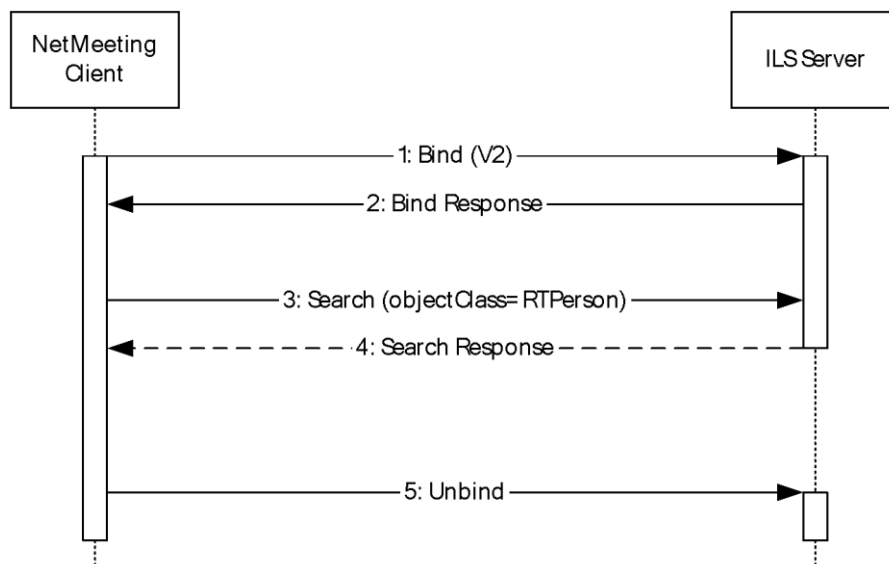 NetMeeting
Client
ILS Server
1: Bind (V2)
2: Bind Response
3: Search (objectClass= RTPerson)
4: Search Response
5: Unbind